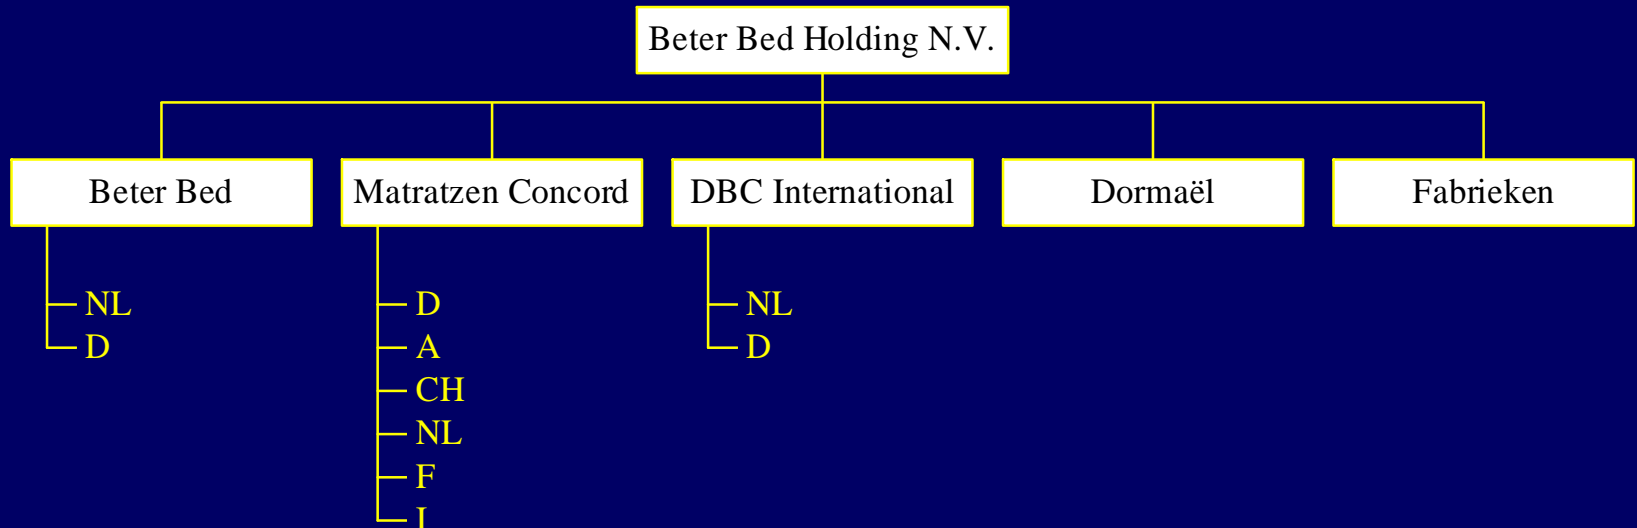 Beter Bed Holding N.V.
Beter Bed
Matratzen Concord
DBC International
Dormaël
Fabrieken
NL
D
D
A
CH
NL
F
NL
D